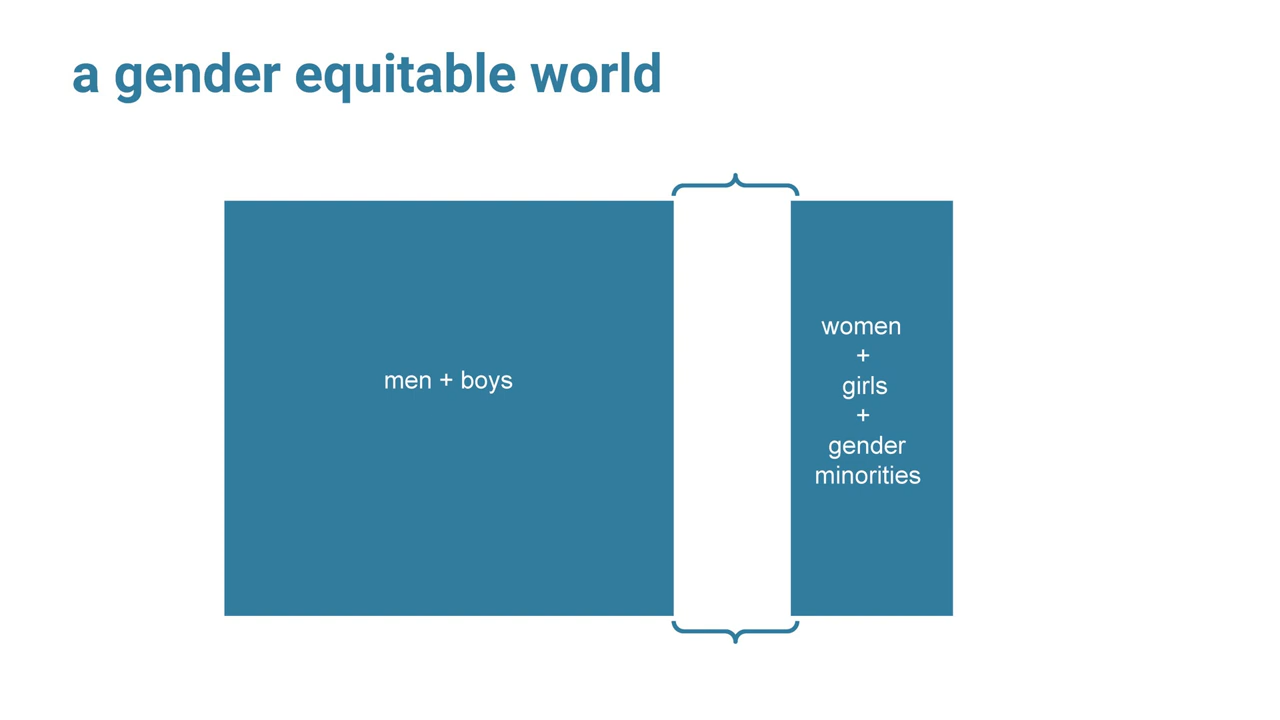 a gender equitable world
men + boys
women
+
girls
+
gender
minorities